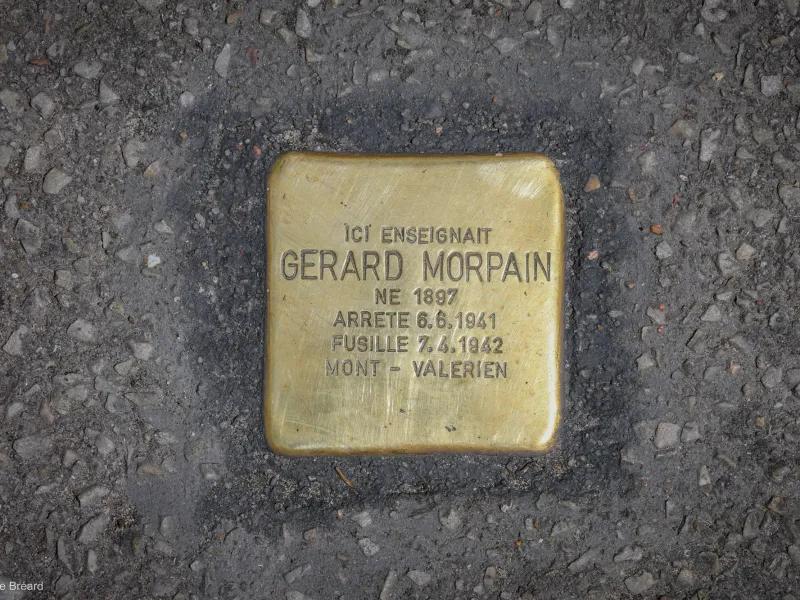 ICI ENSEIGNAIT
GERARD MORPAIN
NE 1897
ARRETE 6.6.1941
FUSILLE 7.4.1942
MONT - VALERIEN
e Bréard